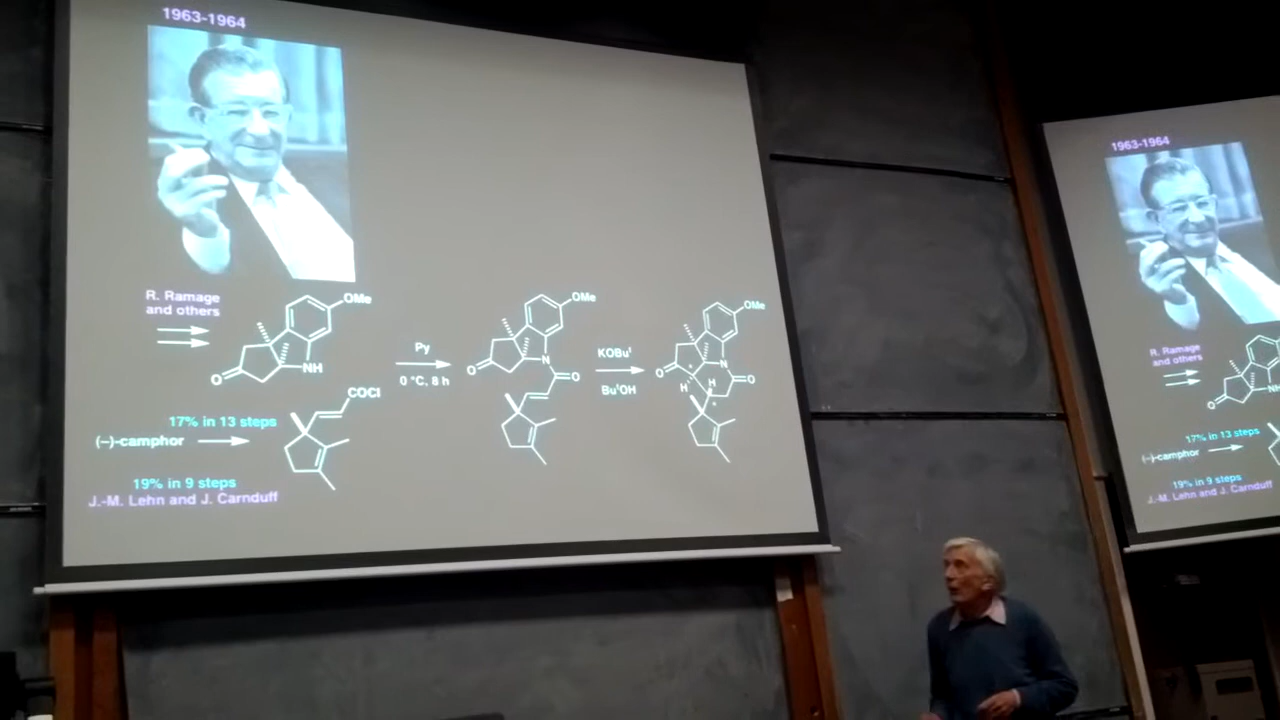 1963-1964
R. Ramage
and others
OMe
O
NH
COCl
17% in 13 steps
(–)-camphor
19% in 9 steps
J.-M. Lehn and J. Carnduff
Py
0 °C, 8 h
OMe
O
N
O
KOBuᵗ
BuᵗOH
OMe
O
N
O
H
H
*
*
1963-1964
R. Ramage
and others
O
NH
17% in 13 steps
(–)-camphor
19% in 9 steps
J.-M. Lehn and J. Carnduff